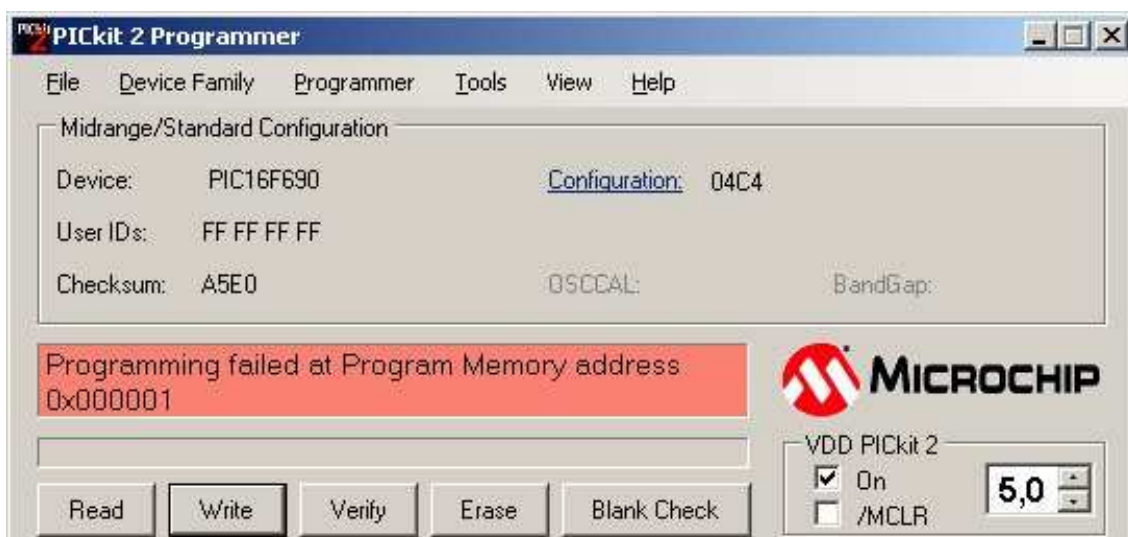 PICkit 2 Programmer
File Device Family Programmer Tools View Help
Midrange/Standard Configuration
Device: PIC16F690 Configuration: 04C4
User IDs: FF FF FF FF
Checksum: A5E0 OSCCAL: BandGap:
Programming failed at Program Memory address
0x000001
MICROCHIP
VDD PICkit 2
On
/MCLR
5,0
Read Write Verify Erase Blank Check